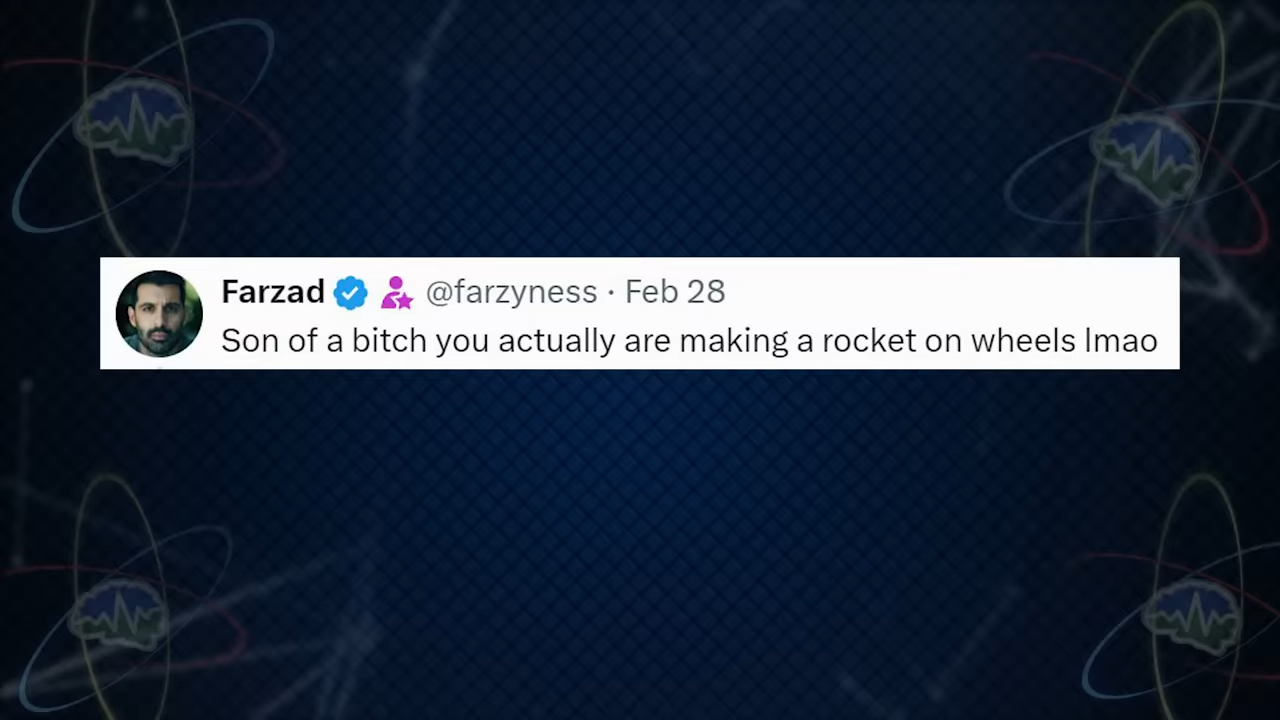 Farzad @farzyness · Feb 28
Son of a bitch you actually are making a rocket on wheels lmao